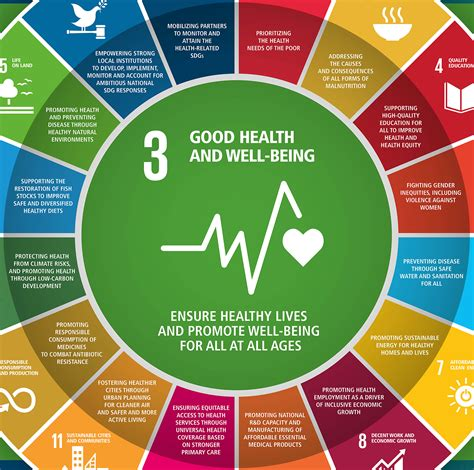 3
GOOD HEALTH
AND WELL-BEING
ENSURE HEALTHY LIVES
AND PROMOTE WELL-BEING
FOR ALL AT ALL AGES
PRIORITIZING
HEALTH NEEDS
OF THE POOR
ADDRESSING
THE CAUSES
AND CONSEQUENCES
OF ALL FORMS OF
MALNUTRITION
4
QUALITY
EDUCATION
SUPPORTING
HIGH-QUALITY
EDUCATION FOR
ALL TO IMPROVE
HEALTH AND
HEALTH EQUITY
FIGHTING GENDER
INEQUITIES, INCLUDING
VIOLENCE AGAINST
WOMEN
PREVENTING DISEASE
THROUGH SAFE
WATER AND SANITATION
FOR ALL
PROMOTING SUSTAINABLE
ENERGY FOR HEALTHY
HOMES AND LIVES
7
PROMOTING HEALTH
EMPLOYMENT AS A DRIVER
OF INCLUSIVE ECONOMIC
GROWTH
8
DECENT WORK AND
ECONOMIC GROWTH
PROMOTING NATIONAL
R&D CAPACITY AND
MANUFACTURING OF
AFFORDABLE ESSENTIAL
MEDICAL PRODUCTS
ENSURING EQUITABLE
ACCESS TO HEALTH
SERVICES THROUGH
UNIVERSAL HEALTH
COVERAGE BASED
ON STRONGER
PRIMARY CARE
11
SUSTAINABLE CITIES
AND COMMUNITIES
FOSTERING HEALTHIER
CITIES THROUGH
URBAN PLANNING
FOR CLEANER AIR
AND SAFER AND MORE
ACTIVE LIVING
PROMOTING
RESPONSIBLE
CONSUMPTION OF
MEDICINES
TO COMBAT ANTIBIOTIC
RESISTANCE
PROTECTING HEALTH
FROM CLIMATE RISKS,
AND PROMOTING HEALTH
THROUGH LOW-CARBON
DEVELOPMENT
SUPPORTING THE
RESTORATION OF FISH
STOCKS TO IMPROVE
SAFE AND DIVERSIFIED
HEALTHY DIETS
5
LIFE
ON LAND
PROMOTING HEALTH
AND PREVENTING
DISEASE THROUGH
HEALTHY NATURAL
ENVIRONMENTS
EMPOWERING STRONG
LOCAL INSTITUTIONS
TO DEVELOP, IMPLEMENT,
MONITOR AND ACCOUNT FOR
AMBITIOUS NATIONAL
SDG RESPONSES
MOBILIZING PARTNERS
TO MONITOR AND
ATTAIN THE
HEALTH-RELATED
SDGs